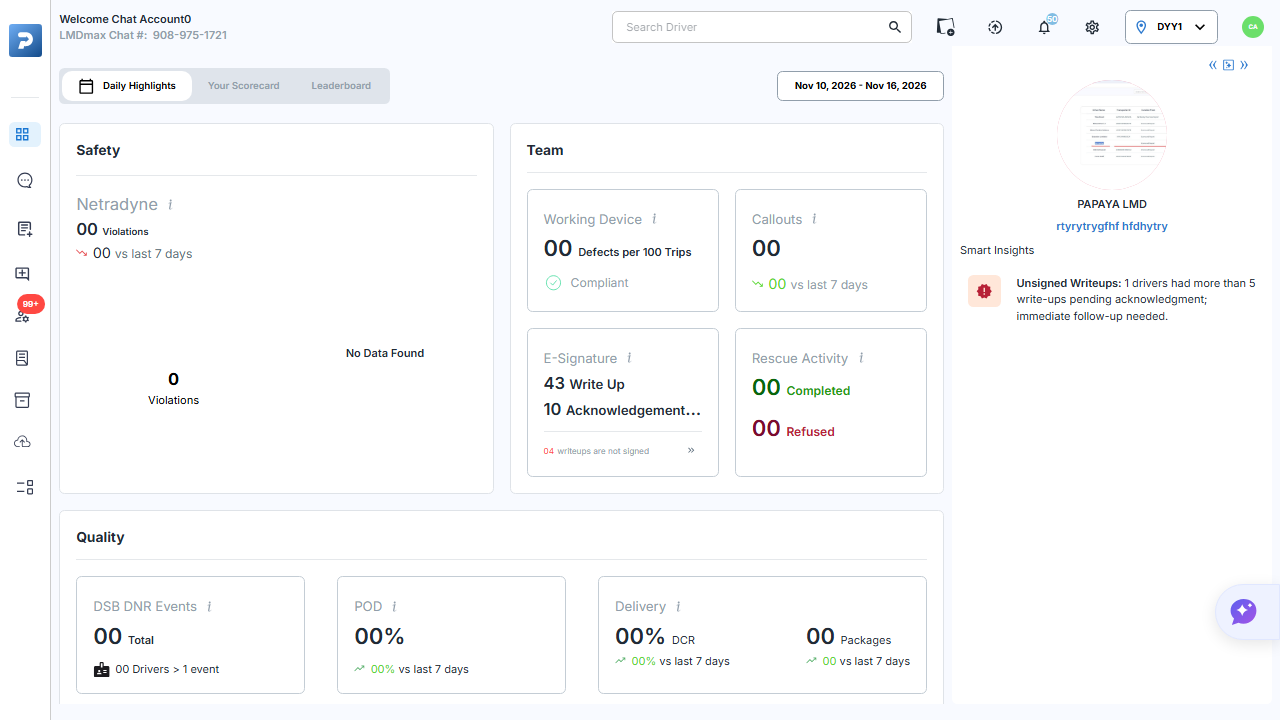 Welcome Chat Account0
LMDmax Chat #: 908-975-1721
Search Driver
50
DYY1
CA
Daily Highlights
Your Scorecard
Leaderboard
Nov 10, 2026 - Nov 16, 2026
99+
Safety
Netradyne i
00 Violations
00 vs last 7 days
0
Violations
No Data Found
Team
Working Device i
00 Defects per 100 Trips
Compliant
Callouts i
00
00 vs last 7 days
E-Signature i
43 Write Up
10 Acknowledgement...
04 writeups are not signed
Rescue Activity i
00 Completed
00 Refused
Quality
DSB DNR Events i
00 Total
00 Drivers > 1 event
POD i
00%
00% vs last 7 days
Delivery i
00% DCR
00% vs last 7 days
00 Packages
00 vs last 7 days
PAPAYA LMD
rtyrytrygfhf hfdhytry
Smart Insights
Unsigned Writeups: 1 drivers had more than 5
write-ups pending acknowledgment;
immediate follow-up needed.